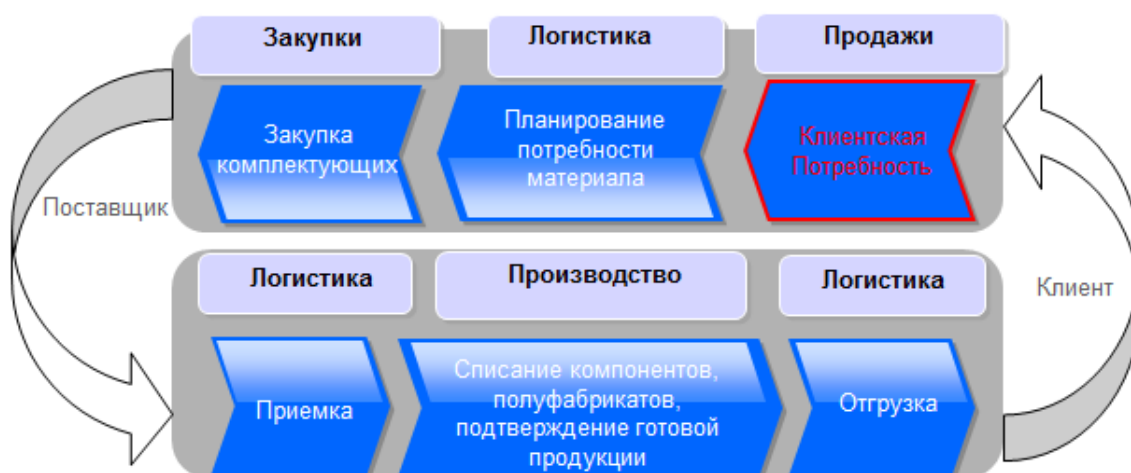 Закупки
Логистика
Продажи
Закупка
комплектующих
Планирование
потребности
материала
Клиентская
Потребность
Поставщик
Клиент
Логистика
Производство
Логистика
Приемка
Списание компонентов,
полуфабрикатов,
подтверждение готовой
продукции
Отгрузка